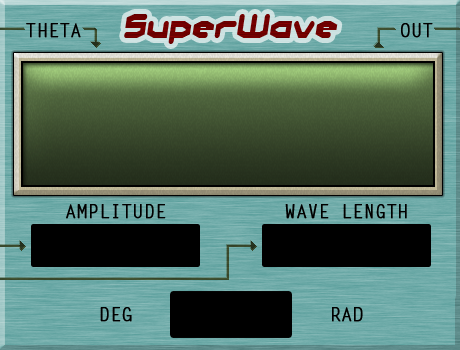 THETA
SuperWave
OUT
AMPLITUDE
WAVE LENGTH
DEG
RAD